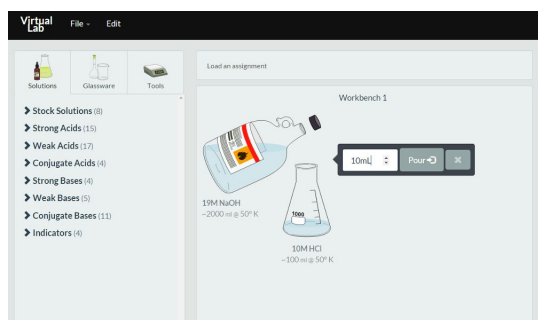 Virtual Lab
File
Edit
Solutions
Glassware
Tools
Stock Solutions (8)
Strong Acids (15)
Weak Acids (17)
Conjugate Acids (4)
Strong Bases (4)
Weak Bases (5)
Conjugate Bases (11)
Indicators (4)
Load an assignment
Workbench 1
10mL
Pour
19M NaOH
~2000 ml @ 50° K
1000
10M HCl
~100 ml @ 50° K